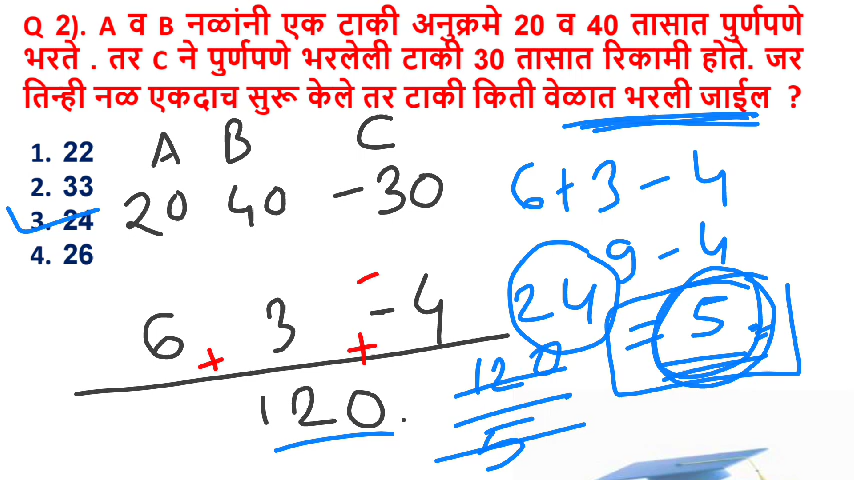 Q 2). A व B नळांनी एक टाकी अनुक्रमे 20 व 40 तासात पुर्णपणे
भरते . तर C ने पुर्णपणे भरलेली टाकी 30 तासात रिकामी होते. जर
तिन्ही नळ एकदाच सुरू केले तर टाकी किती वेळात भरली जाईल ?
1. 22
2. 33
3. 24
4. 26
A B C
20 40 -30
6 + 3 - + - 4
120.
6+3-4
9-4
= 5 =
24
120
5